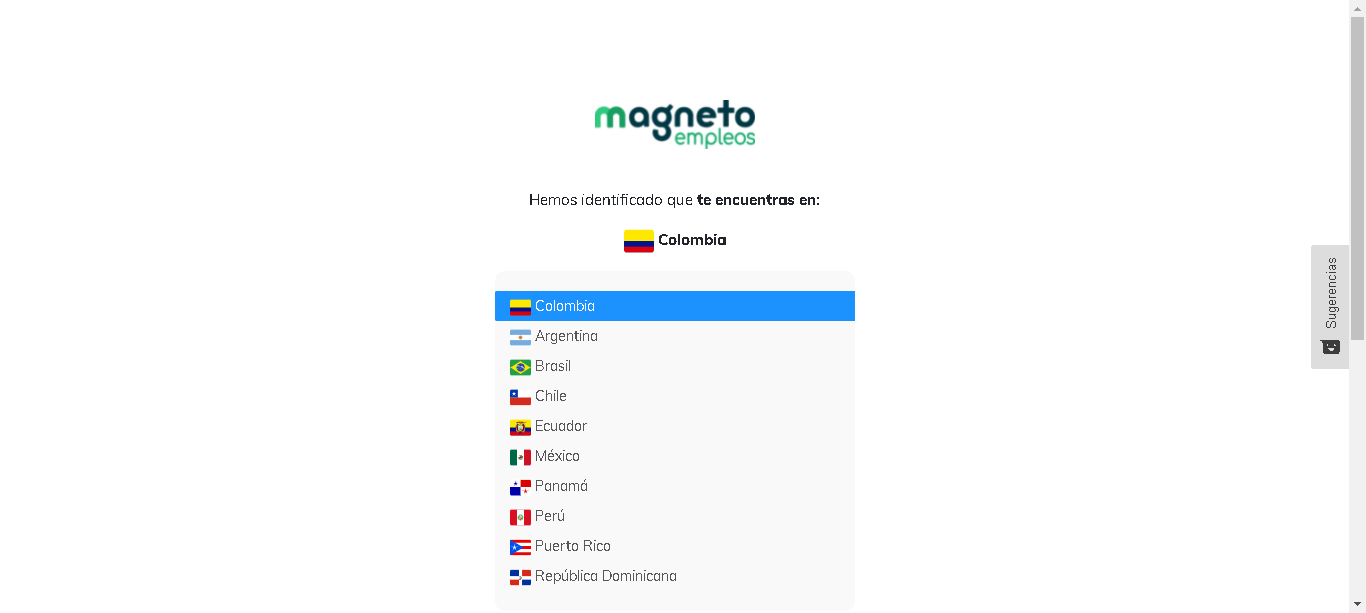 magneto
empleos
Hemos identificado que te encuentras en:
Colombia
Colombia
Argentina
Brasil
Chile
Ecuador
México
Panamá
Perú
Puerto Rico
República Dominicana
Sugerencias